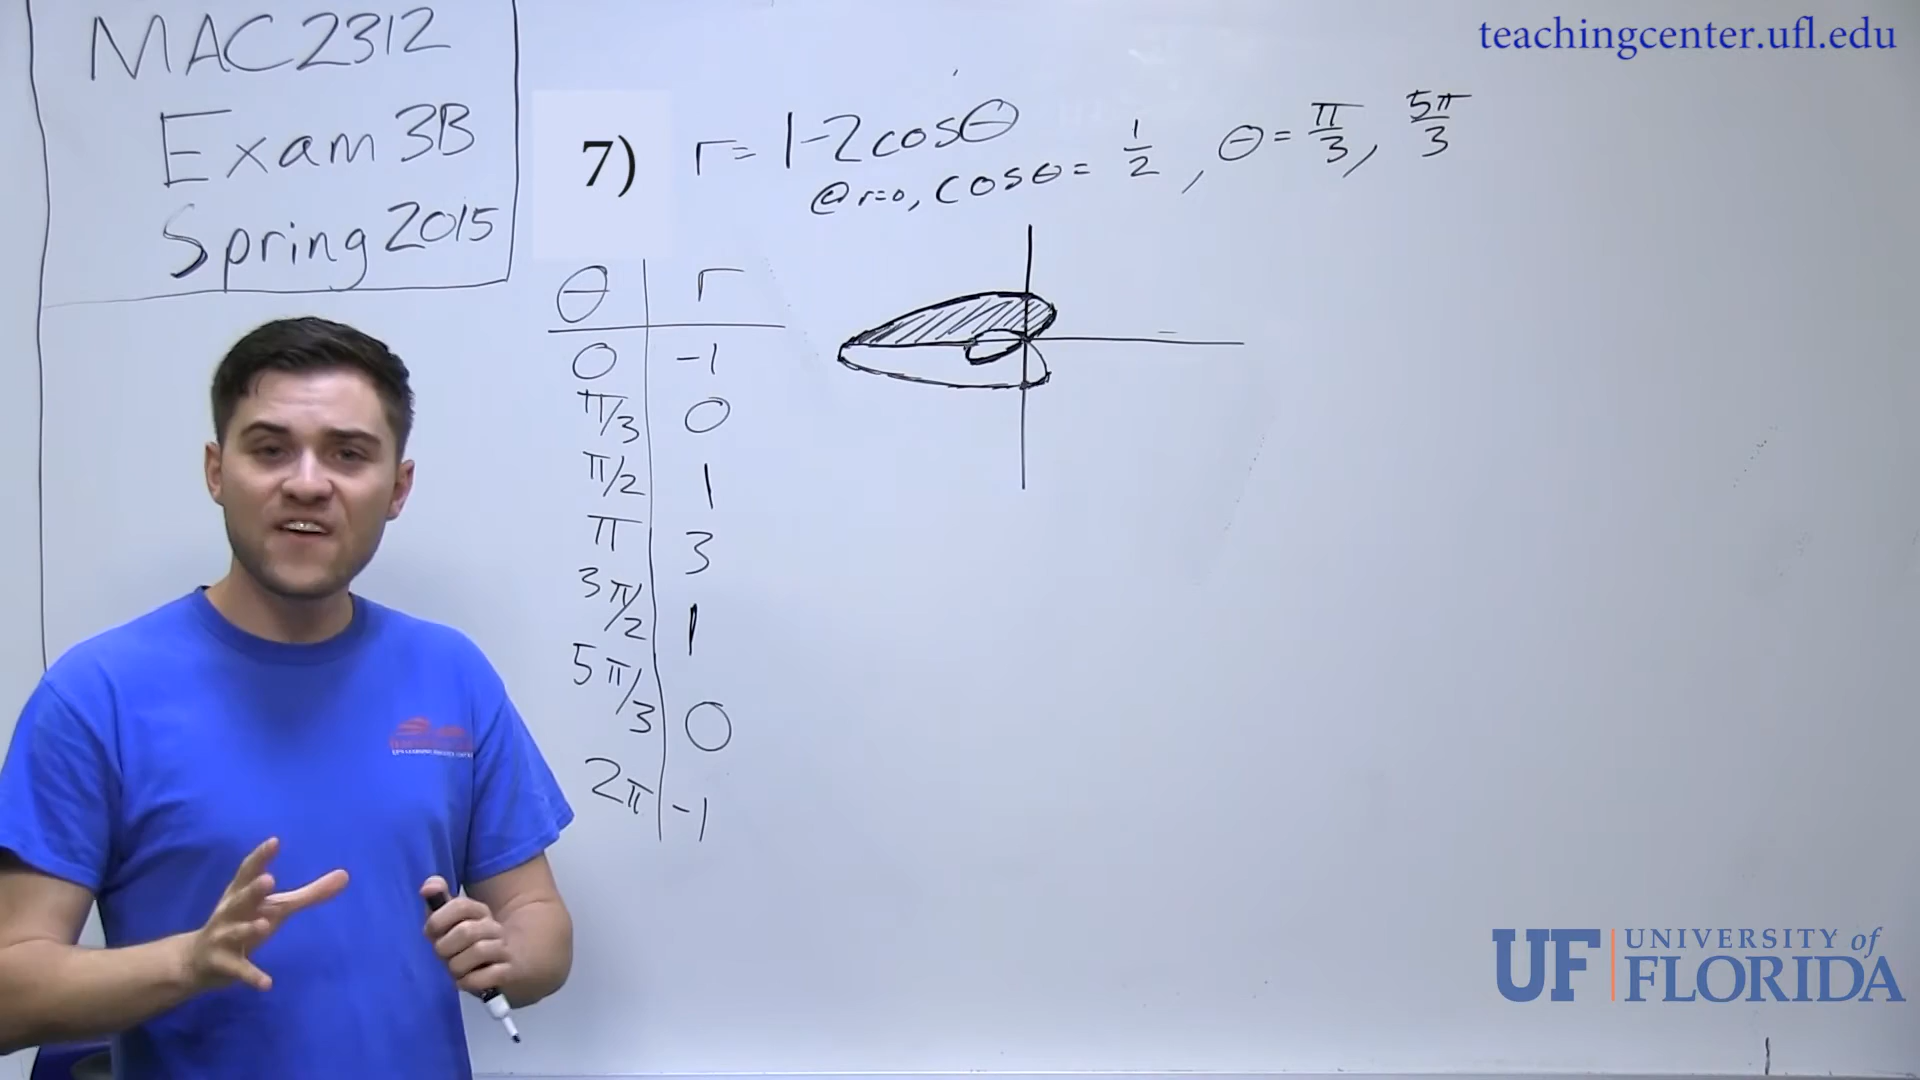 MAC2312
Exam 3B
Spring 2015
teachingcenter.ufl.edu
7) r = 1-2cosθ
@ r=0, cosθ = 1/2, θ = π/3, 5π/3
θ r
0 -1
π/3 0
π/2 1
π 3
3π/2 1
5π/3 0
2π -1
UF UNIVERSITY of
FLORIDA